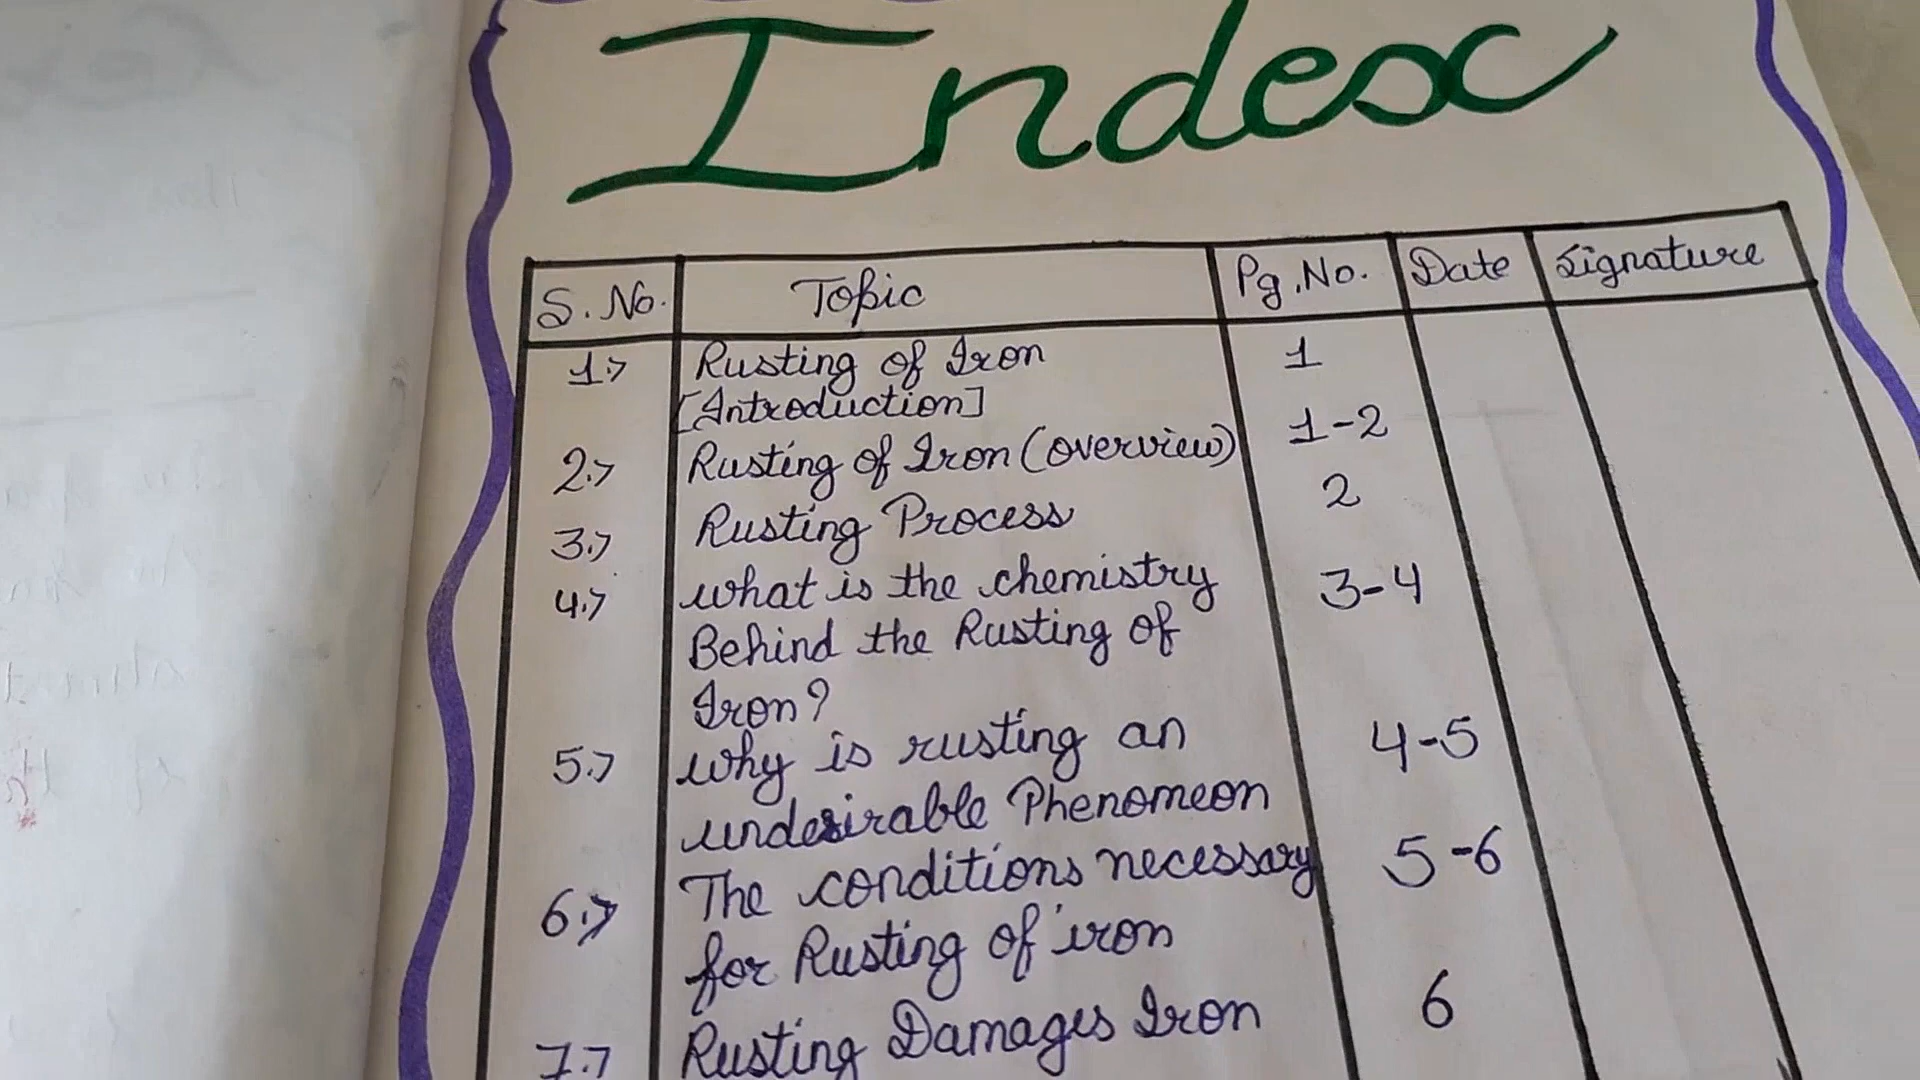 Index
S. No. Topic Pg. No. Date Signature
1.> Rusting of Iron 1
[Introduction]
2.> Rusting of Iron (overview) 1-2
3.> Rusting Process 2
4.> what is the chemistry 3-4
Behind the Rusting of
Iron?
5.> why is rusting an 4-5
undesirable Phenomeon
6.> The conditions necessary 5-6
for Rusting of iron
7.> Rusting Damages Iron 6